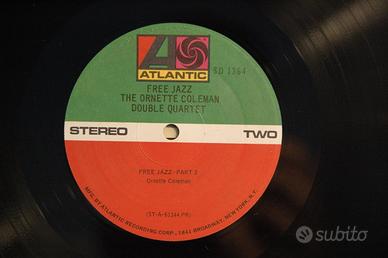 ATLANTIC
SD 1364
FREE JAZZ
THE ORNETTE COLEMAN
DOUBLE QUARTET
STEREO
TWO
FREE JAZZ - PART 2
Ornette Coleman
(ST-A-61344 PR)
MFG. BY ATLANTIC RECORDING CORP., 1841 BROADWAY, NEW YORK, N.Y.
subito